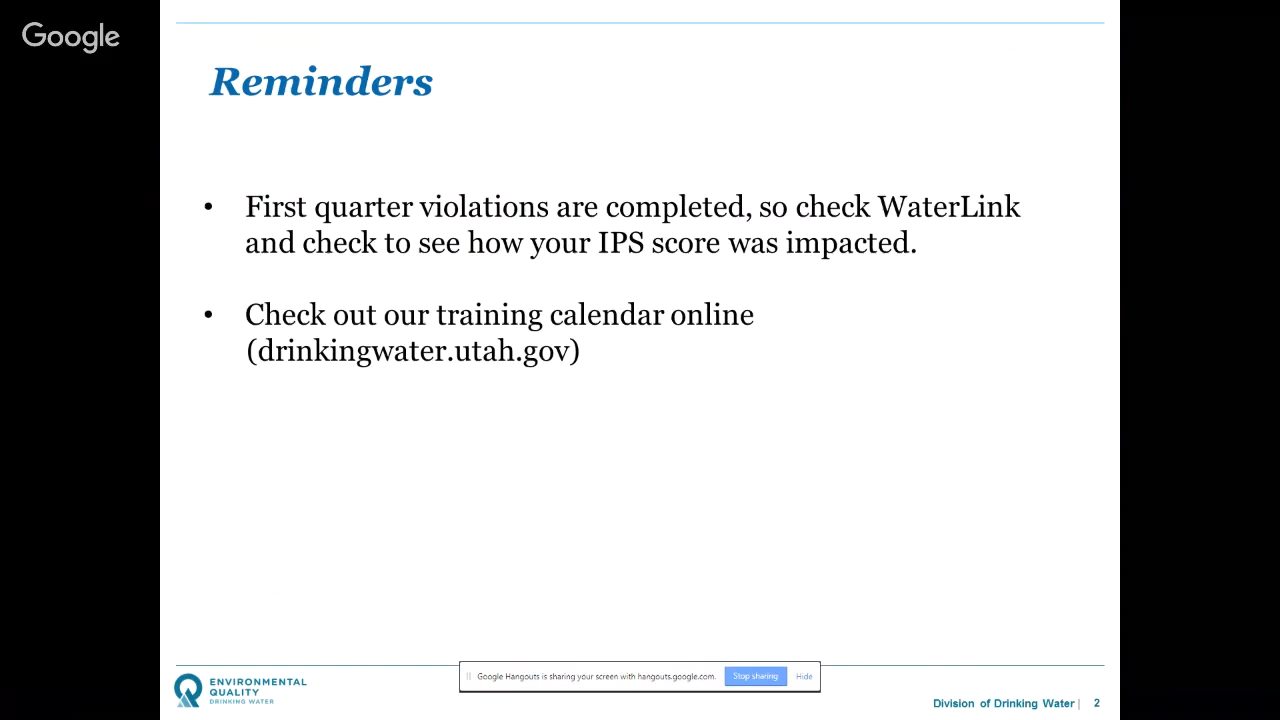 Google
Reminders
• First quarter violations are completed, so check WaterLink
and check to see how your IPS score was impacted.
• Check out our training calendar online
(drinkingwater.utah.gov)
ENVIRONMENTAL
QUALITY
DRINKING WATER
Google Hangouts is sharing your screen with hangouts.google.com. Stop sharing Hide
Division of Drinking Water | 2